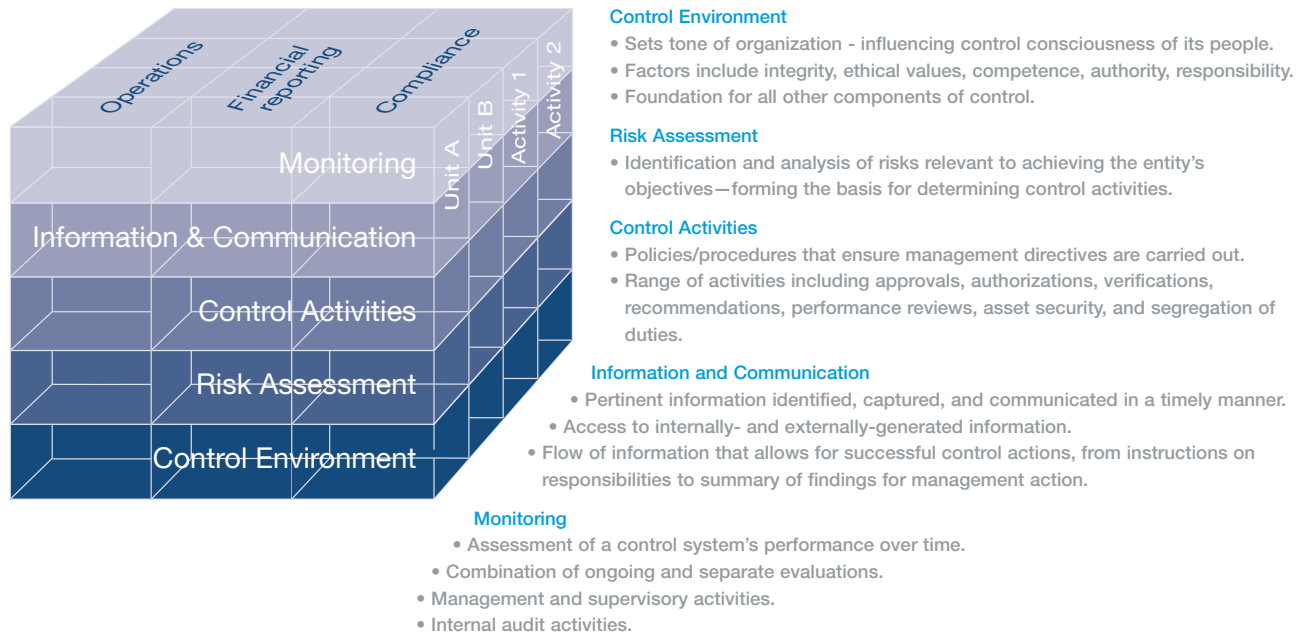 Operations
Financial
reporting
Compliance
Monitoring
Information & Communication
Control Activities
Risk Assessment
Control Environment
Unit A
Unit B
Activity 1
Activity 2
Control Environment
• Sets tone of organization - influencing control consciousness of its people.
• Factors include integrity, ethical values, competence, authority, responsibility.
• Foundation for all other components of control.
Risk Assessment
• Identification and analysis of risks relevant to achieving the entity’s
objectives—forming the basis for determining control activities.
Control Activities
• Policies/procedures that ensure management directives are carried out.
• Range of activities including approvals, authorizations, verifications,
recommendations, performance reviews, asset security, and segregation of
duties.
Information and Communication
• Pertinent information identified, captured, and communicated in a timely manner.
• Access to internally- and externally-generated information.
• Flow of information that allows for successful control actions, from instructions on
responsibilities to summary of findings for management action.
Monitoring
• Assessment of a control system’s performance over time.
• Combination of ongoing and separate evaluations.
• Management and supervisory activities.
• Internal audit activities.